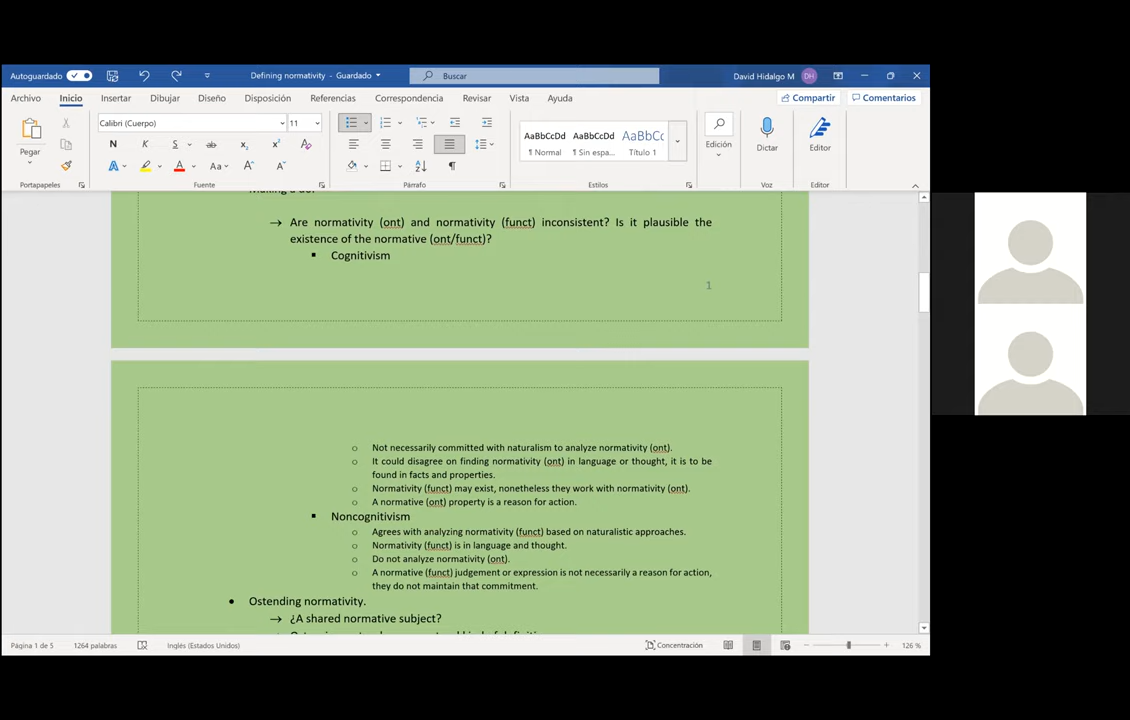 Autoguardado
Defining normativity - Guardado
Buscar
David Hidalgo M
DH
Archivo Inicio Insertar Dibujar Diseño Disposición Referencias Correspondencia Revisar Vista Ayuda
Compartir Comentarios
Calibri (Cuerpo) 11
Pegar
N K S ab x₂ x²
A A Aa A A
AaBbCcDd AaBbCcDd AaBbCc
¶ Normal ¶ Sin espa... Título 1
Edición Dictar Editor
Portapapeles Fuente Párrafo Estilos Voz Editor
→ Are normativity (ont) and normativity (funct) inconsistent? Is it plausible the
existence of the normative (ont/funct)?
▪ Cognitivism
1
o Not necessarily committed with naturalism to analyze normativity (ont).
o It could disagree on finding normativity (ont) in language or thought, it is to be
found in facts and properties.
o Normativity (funct) may exist, nonetheless they work with normativity (ont).
o A normative (ont) property is a reason for action.
▪ Noncognitivism
o Agrees with analyzing normativity (funct) based on naturalistic approaches.
o Normativity (funct) is in language and thought.
o Do not analyze normativity (ont).
o A normative (funct) judgement or expression is not necessarily a reason for action,
they do not maintain that commitment.
• Ostending normativity.
→ ¿A shared normative subject?
Página 1 de 5 1264 palabras Inglés (Estados Unidos) Concentración 126 %